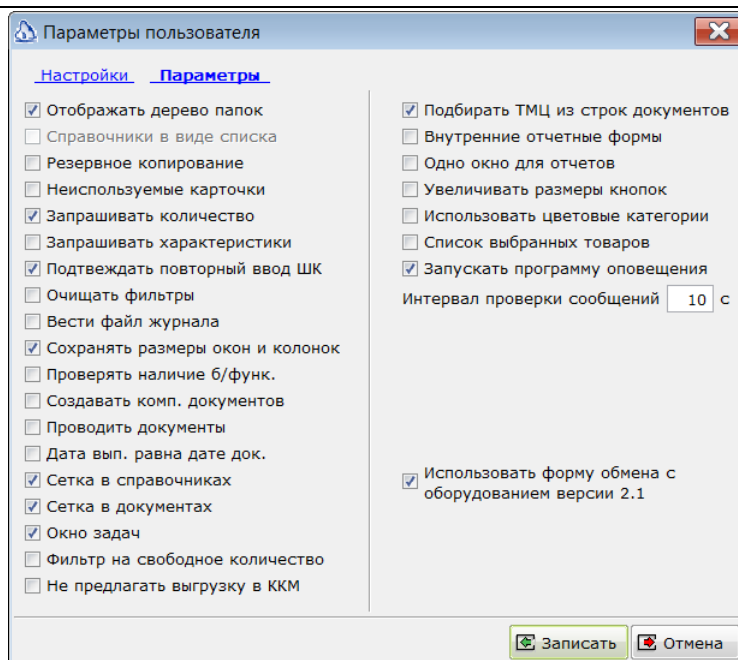 Параметры пользователя
Настройки Параметры
Отображать дерево папок
Справочники в виде списка
Резервное копирование
Неиспользуемые карточки
Запрашивать количество
Запрашивать характеристики
Подтвеждать повторный ввод ШК
Очищать фильтры
Вести файл журнала
Сохранять размеры окон и колонок
Проверять наличие б/функ.
Создавать комп. документов
Проводить документы
Дата вып. равна дате док.
Сетка в справочниках
Сетка в документах
Окно задач
Фильтр на свободное количество
Не предлагать выгрузку в ККМ
Подбирать ТМЦ из строк документов
Внутренние отчетные формы
Одно окно для отчетов
Увеличивать размеры кнопок
Использовать цветовые категории
Список выбранных товаров
Запускать программу оповещения
Интервал проверки сообщений 10 с
Использовать форму обмена с
оборудованием версии 2.1
Записать Отмена